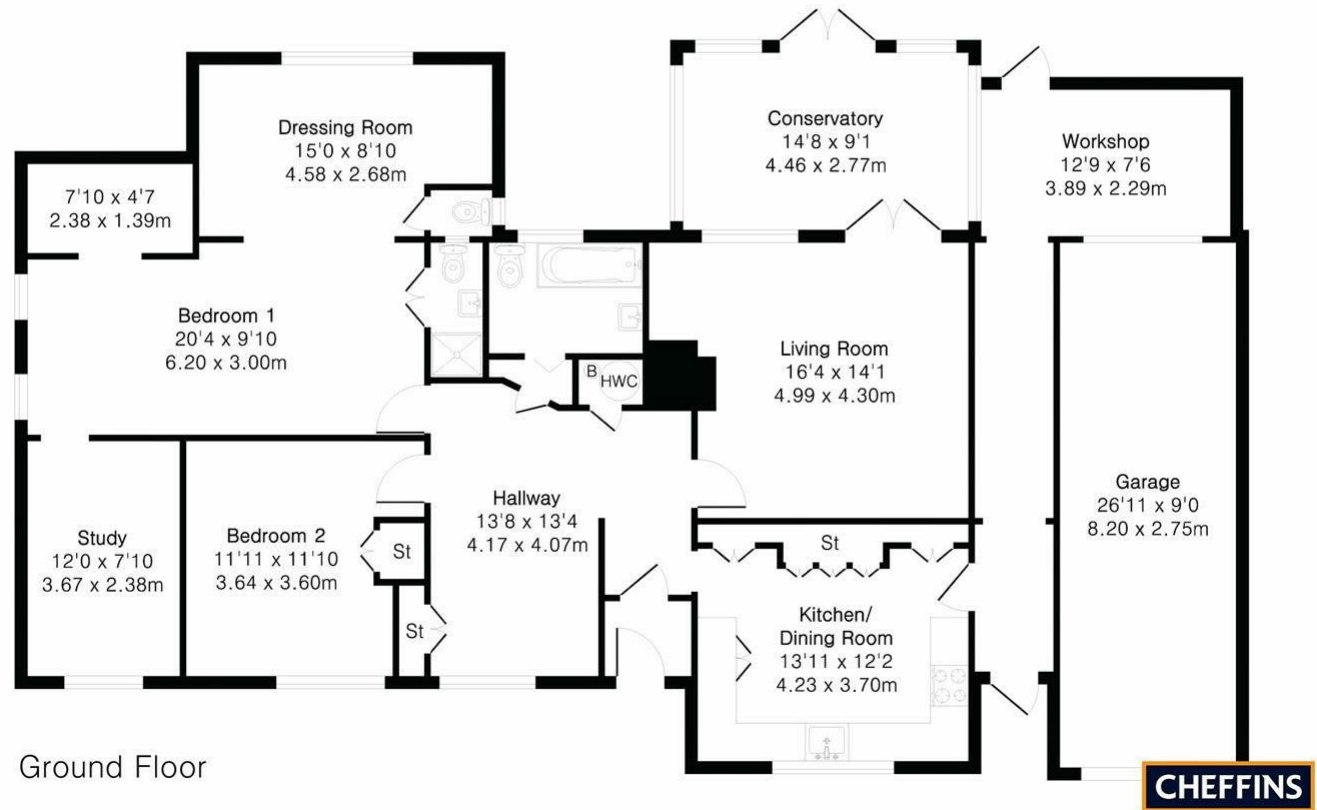 Dressing Room
15'0 x 8'10
4.58 x 2.68m
Conservatory
14'8 x 9'1
4.46 x 2.77m
Workshop
12'9 x 7'6
3.89 x 2.29m
7'10 x 4'7
2.38 x 1.39m
Bedroom 1
20'4 x 9'10
6.20 x 3.00m
Living Room
16'4 x 14'1
4.99 x 4.30m
B
HWC
Hallway
13'8 x 13'4
4.17 x 4.07m
Garage
26'11 x 9'0
8.20 x 2.75m
Study
12'0 x 7'10
3.67 x 2.38m
Bedroom 2
11'11 x 11'10
3.64 x 3.60m
St
St
St
Kitchen/
Dining Room
13'11 x 12'2
4.23 x 3.70m
Ground Floor
CHEFFINS